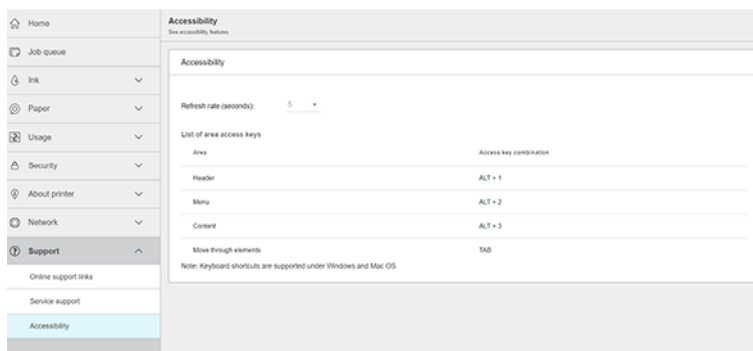 Home
Job queue
Ink
Paper
Usage
Security
About printer
Network
Support
Online support links
Service support
Accessibility
Accessibility
See accessibility features
Accessibility
Refresh rate (seconds): 5
List of area access keys
Area Access key combination
Header ALT + 1
Menu ALT + 2
Content ALT + 3
Move through elements TAB
Note: Keyboard shortcuts are supported under Windows and Mac OS